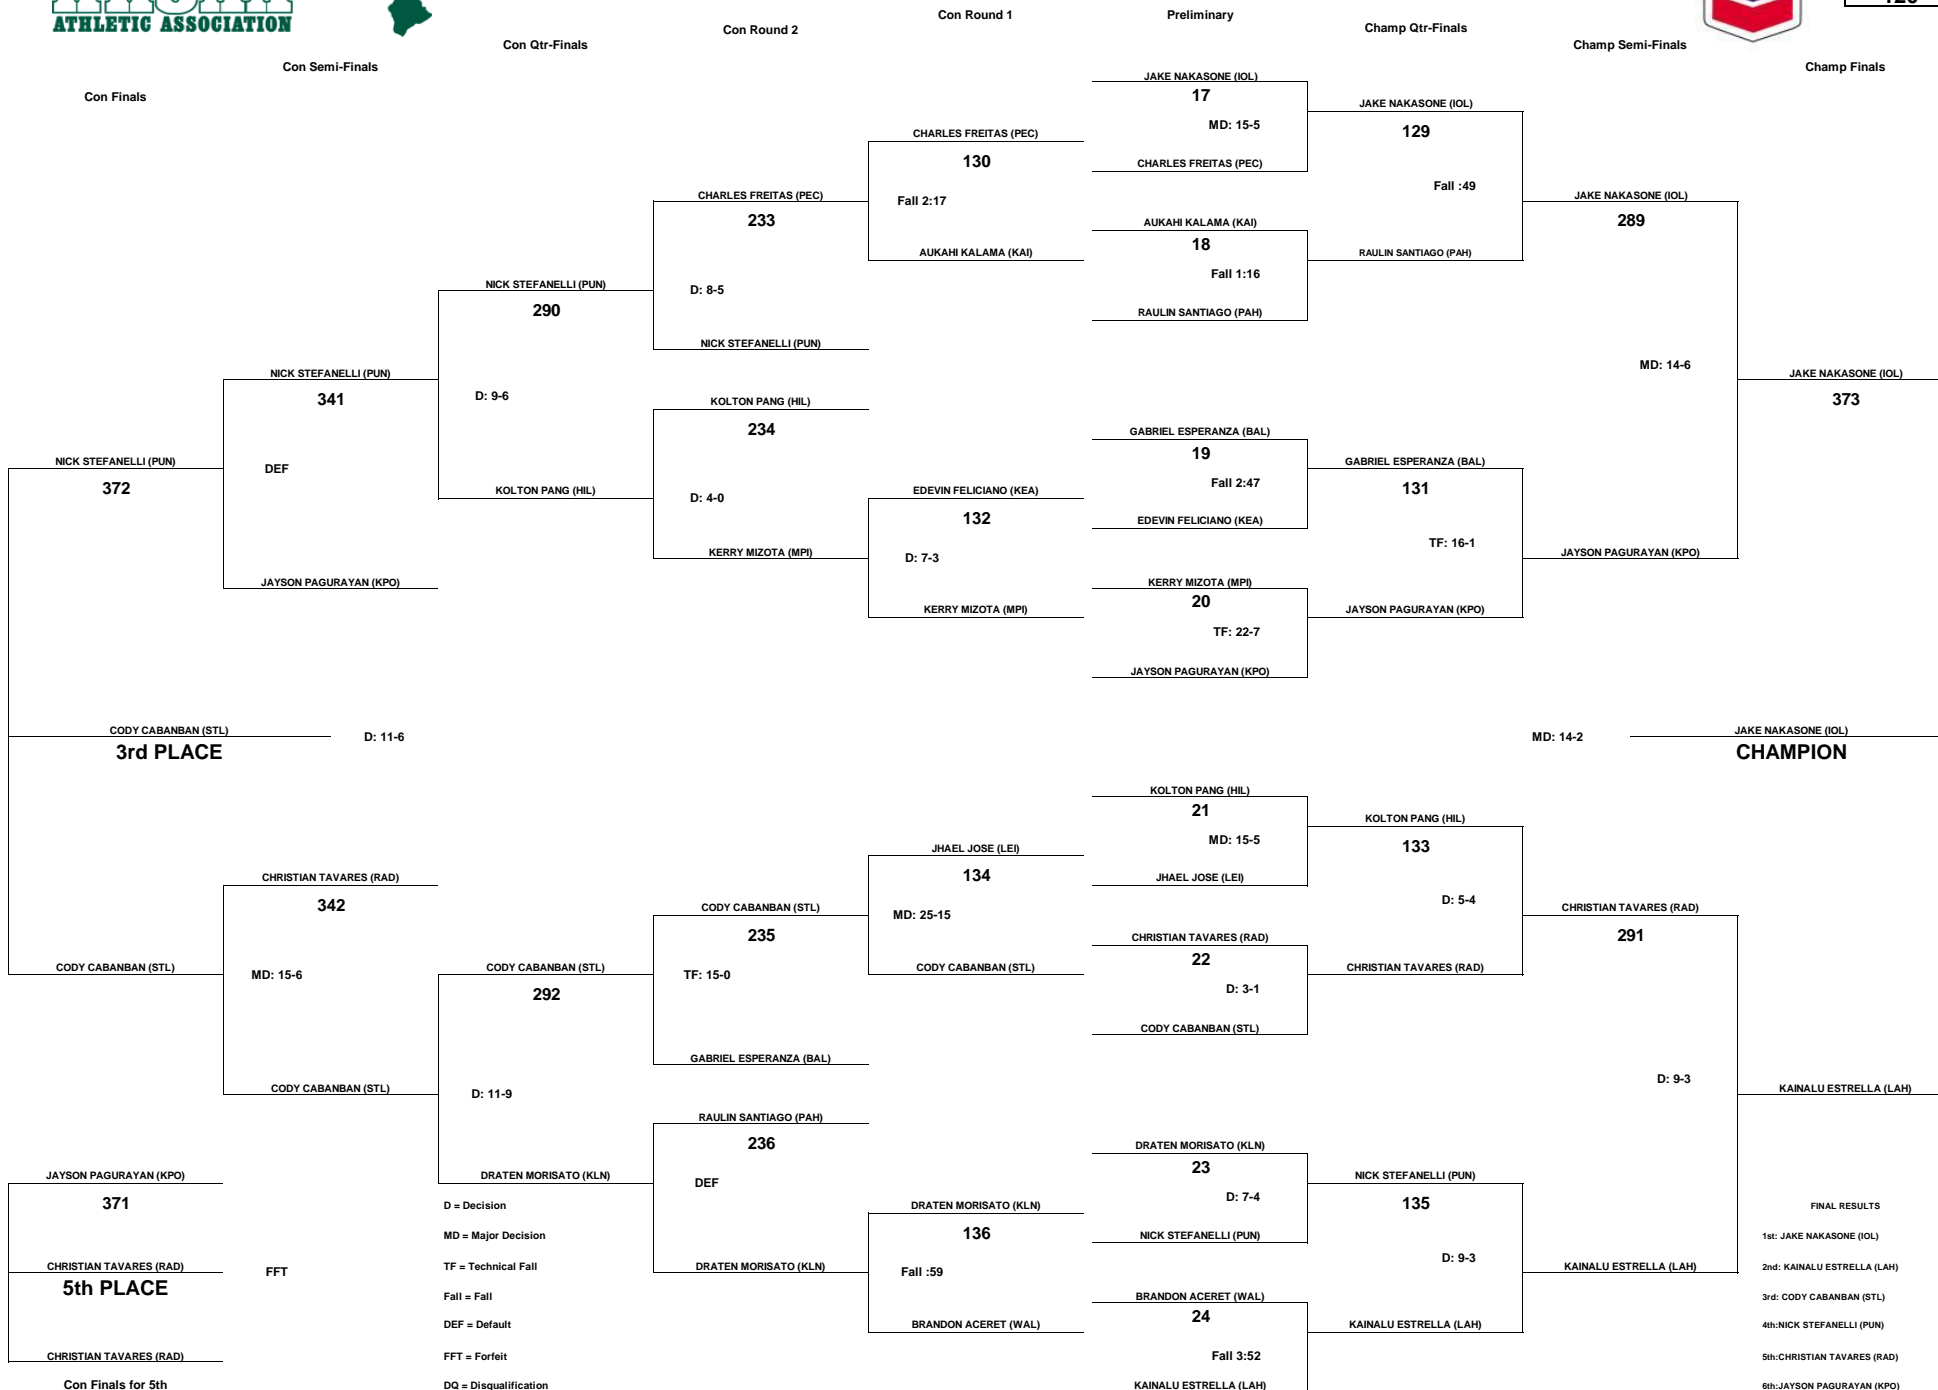 ATHLETIC ASSOCIATION
Con Finals
Con Semi-Finals
Con Qtr-Finals
Con Round 2
Con Round 1
Preliminary
Champ Qtr-Finals
Champ Semi-Finals
Champ Finals
JAKE NAKASONE (IOL)
17
MD: 15-5
CHARLES FREITAS (PEC)
AUKAHI KALAMA (KAI)
18
Fall 1:16
RAULIN SANTIAGO (PAH)
GABRIEL ESPERANZA (BAL)
19
Fall 2:47
EDEVIN FELICIANO (KEA)
KERRY MIZOTA (MPI)
20
TF: 22-7
JAYSON PAGURAYAN (KPO)
KOLTON PANG (HIL)
21
MD: 15-5
JHAEL JOSE (LEI)
CHRISTIAN TAVARES (RAD)
22
D: 3-1
CODY CABANBAN (STL)
DRATEN MORISATO (KLN)
23
D: 7-4
NICK STEFANELLI (PUN)
BRANDON ACERET (WAL)
24
Fall 3:52
KAINALU ESTRELLA (LAH)
JAKE NAKASONE (IOL)
129
Fall :49
RAULIN SANTIAGO (PAH)
GABRIEL ESPERANZA (BAL)
131
TF: 16-1
JAYSON PAGURAYAN (KPO)
KOLTON PANG (HIL)
133
D: 5-4
CHRISTIAN TAVARES (RAD)
NICK STEFANELLI (PUN)
135
D: 9-3
KAINALU ESTRELLA (LAH)
JAKE NAKASONE (IOL)
289
MD: 14-6
JAYSON PAGURAYAN (KPO)
CHRISTIAN TAVARES (RAD)
291
D: 9-3
KAINALU ESTRELLA (LAH)
JAKE NAKASONE (IOL)
373
MD: 14-2
JAKE NAKASONE (IOL)
CHAMPION
KAINALU ESTRELLA (LAH)
CHARLES FREITAS (PEC)
130
Fall 2:17
AUKAHI KALAMA (KAI)
EDEVIN FELICIANO (KEA)
132
D: 7-3
KERRY MIZOTA (MPI)
JHAEL JOSE (LEI)
134
MD: 25-15
CODY CABANBAN (STL)
DRATEN MORISATO (KLN)
136
Fall :59
BRANDON ACERET (WAL)
CHARLES FREITAS (PEC)
233
D: 8-5
NICK STEFANELLI (PUN)
KOLTON PANG (HIL)
234
D: 4-0
KERRY MIZOTA (MPI)
CODY CABANBAN (STL)
235
TF: 15-0
GABRIEL ESPERANZA (BAL)
RAULIN SANTIAGO (PAH)
236
DEF
DRATEN MORISATO (KLN)
NICK STEFANELLI (PUN)
290
D: 9-6
KOLTON PANG (HIL)
CODY CABANBAN (STL)
292
D: 11-9
DRATEN MORISATO (KLN)
NICK STEFANELLI (PUN)
341
DEF
JAYSON PAGURAYAN (KPO)
CHRISTIAN TAVARES (RAD)
342
MD: 15-6
CODY CABANBAN (STL)
NICK STEFANELLI (PUN)
372
CODY CABANBAN (STL)
D: 11-6
3rd PLACE
CODY CABANBAN (STL)
JAYSON PAGURAYAN (KPO)
371
CHRISTIAN TAVARES (RAD)
FFT
5th PLACE
CHRISTIAN TAVARES (RAD)
Con Finals for 5th
D = Decision
MD = Major Decision
TF = Technical Fall
Fall = Fall
DEF = Default
FFT = Forfeit
DQ = Disqualification
FINAL RESULTS
1st: JAKE NAKASONE (IOL)
2nd: KAINALU ESTRELLA (LAH)
3rd: CODY CABANBAN (STL)
4th:NICK STEFANELLI (PUN)
5th:CHRISTIAN TAVARES (RAD)
6th:JAYSON PAGURAYAN (KPO)